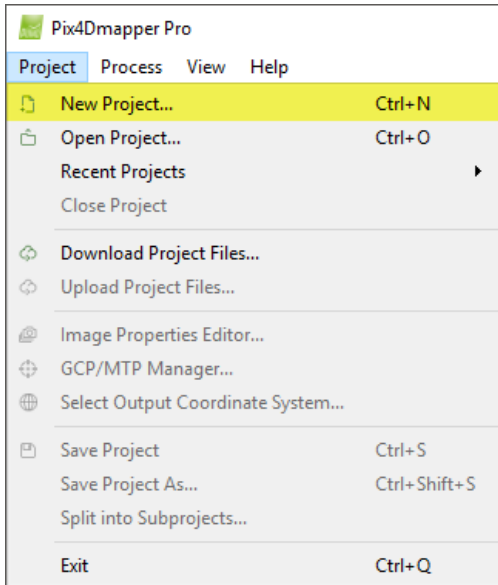 Pix4Dmapper Pro
Project Process View Help
New Project... Ctrl+N
Open Project... Ctrl+O
Recent Projects
Close Project
Download Project Files...
Upload Project Files...
Image Properties Editor...
GCP/MTP Manager...
Select Output Coordinate System...
Save Project Ctrl+S
Save Project As... Ctrl+Shift+S
Split into Subprojects...
Exit Ctrl+Q